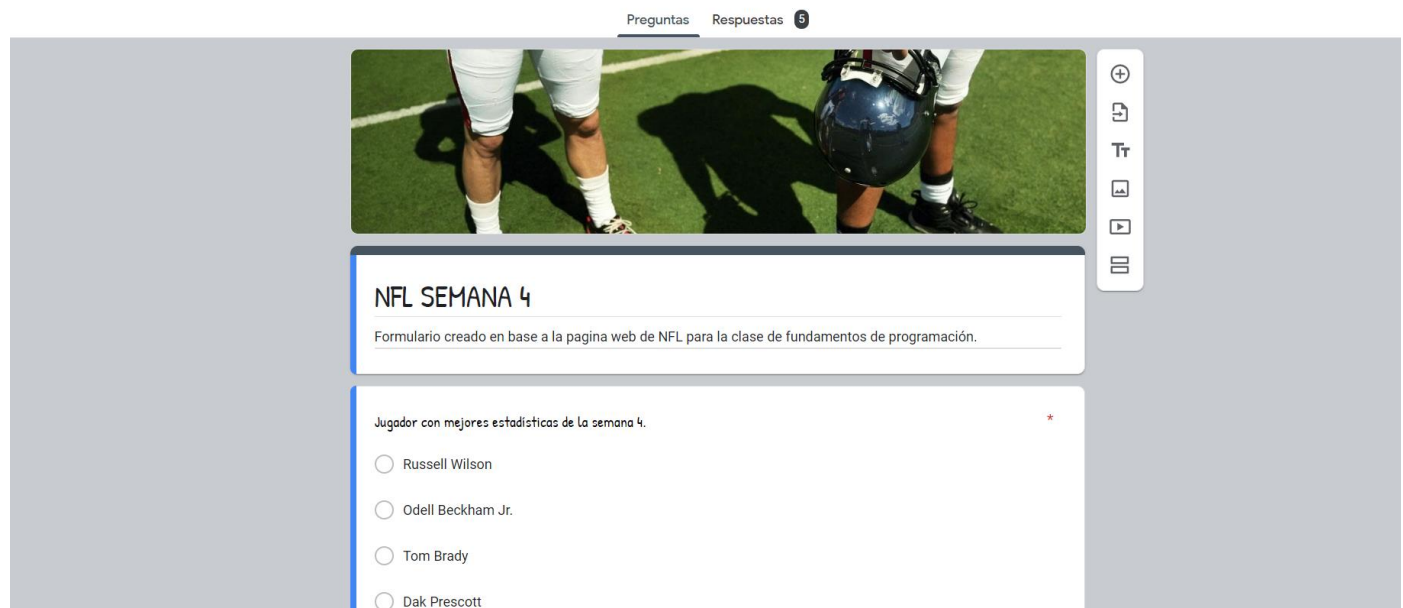 Preguntas Respuestas 5
NFL SEMANA 4
Formulario creado en base a la pagina web de NFL para la clase de fundamentos de programación.
Jugador con mejores estadísticas de la semana 4. *
Russell Wilson
Odell Beckham Jr.
Tom Brady
Dak Prescott